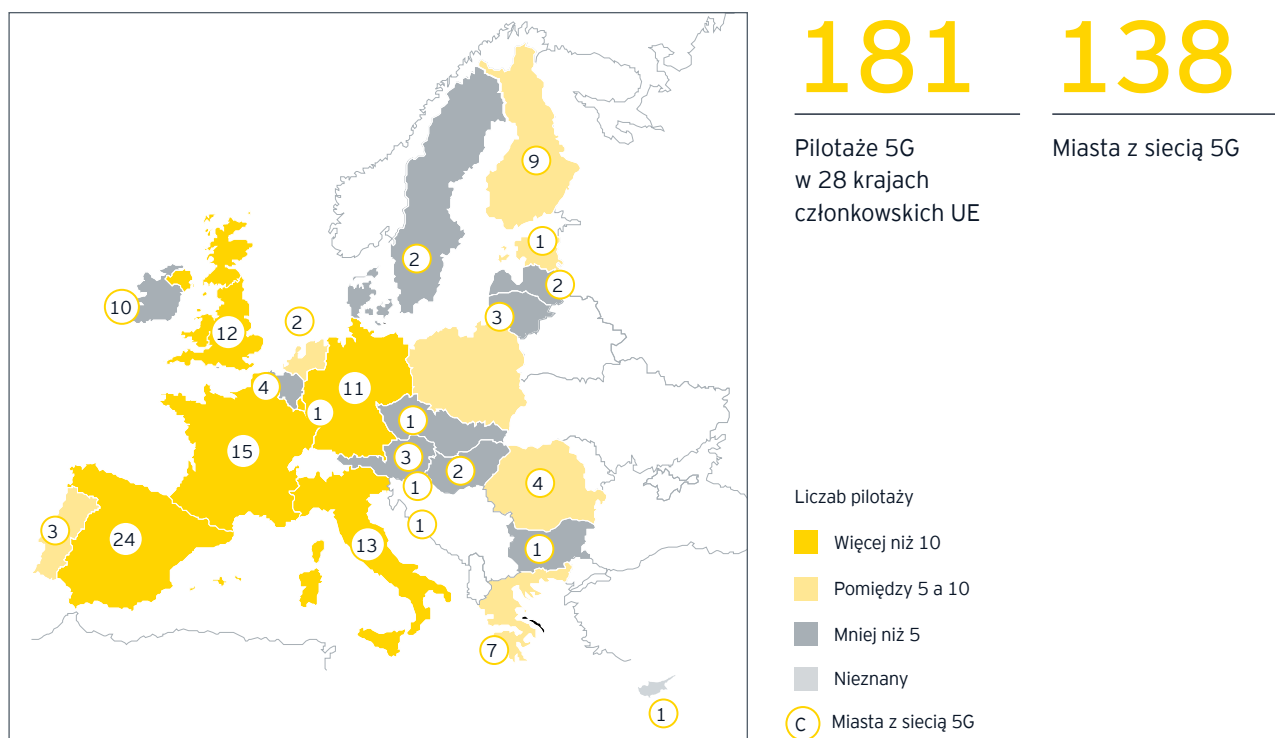 181
138
Pilotaże 5G
w 28 krajach
członkowskich UE
Miasta z siecią 5G
9
1
2
2
10
3
2
12
4
11
1
1
15
3
2
4
1
3
1
24
13
1
7
1
Liczab pilotaży
Więcej niż 10
Pomiędzy 5 a 10
Mniej niż 5
Nieznany
C Miasta z siecią 5G